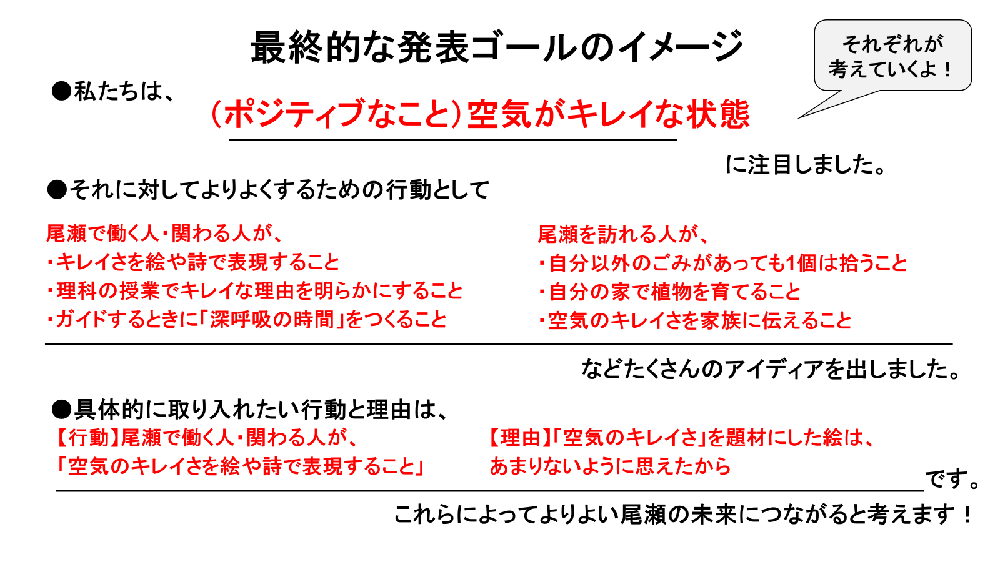 最終的な発表ゴールのイメージ
それぞれが
考えていくよ！
●私たちは、
（ポジティブなこと）空気がキレイな状態
に注目しました。
●それに対してよりよくするための行動として
尾瀬で働く人・関わる人が、
・キレイさを絵や詩で表現すること
・理科の授業でキレイな理由を明らかにすること
・ガイドするときに「深呼吸の時間」をつくること
尾瀬を訪れる人が、
・自分以外のごみがあっても1個は拾うこと
・自分の家で植物を育てること
・空気のキレイさを家族に伝えること
などたくさんのアイディアを出しました。
●具体的に取り入れたい行動と理由は、
【行動】尾瀬で働く人・関わる人が、
「空気のキレイさを絵や詩で表現すること」
【理由】「空気のキレイさ」を題材にした絵は、
あまりないように思えたから
です。
これらによってよりよい尾瀬の未来につながると考えます！